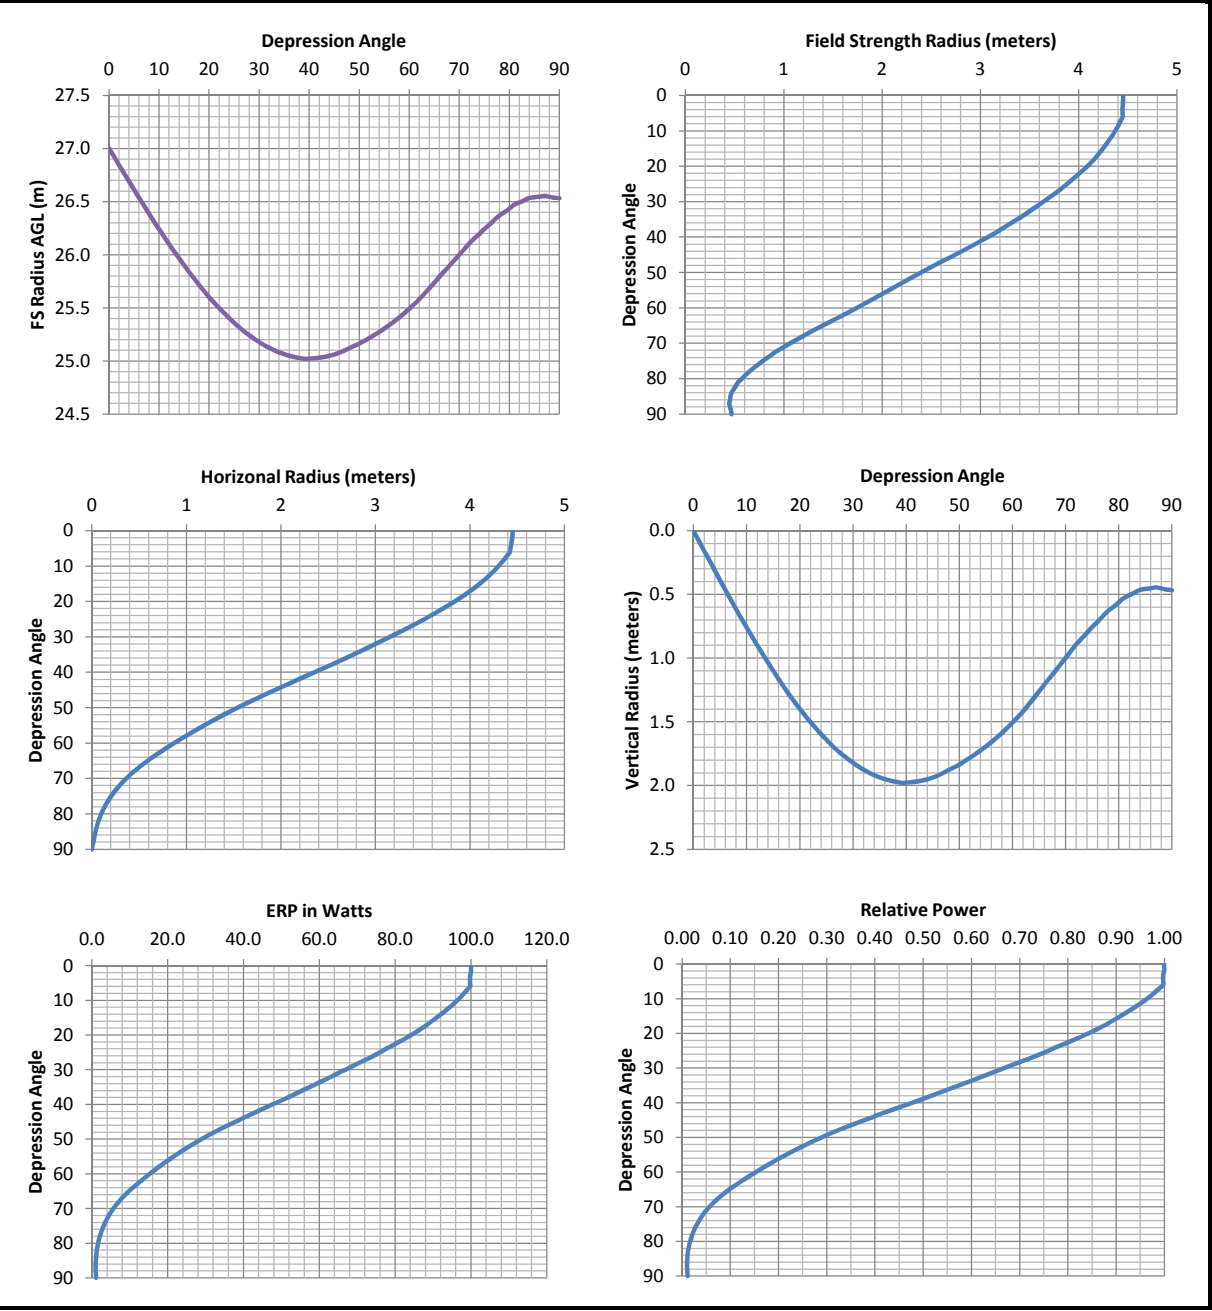 Depression Angle
0 10 20 30 40 50 60 70 80 90
27.5
27.0
26.5
26.0
25.5
25.0
24.5
FS Radius AGL (m)
Field Strength Radius (meters)
0 1 2 3 4 5
0
10
20
30
40
50
60
70
80
90
Depression Angle
Horizonal Radius (meters)
0 1 2 3 4 5
0
10
20
30
40
50
60
70
80
90
Depression Angle
Depression Angle
0 10 20 30 40 50 60 70 80 90
0.0
0.5
1.0
1.5
2.0
2.5
Vertical Radius (meters)
ERP in Watts
0.0 20.0 40.0 60.0 80.0 100.0 120.0
0
10
20
30
40
50
60
70
80
90
Depression Angle
Relative Power
0.00 0.10 0.20 0.30 0.40 0.50 0.60 0.70 0.80 0.90 1.00
0
10
20
30
40
50
60
70
80
90
Depression Angle